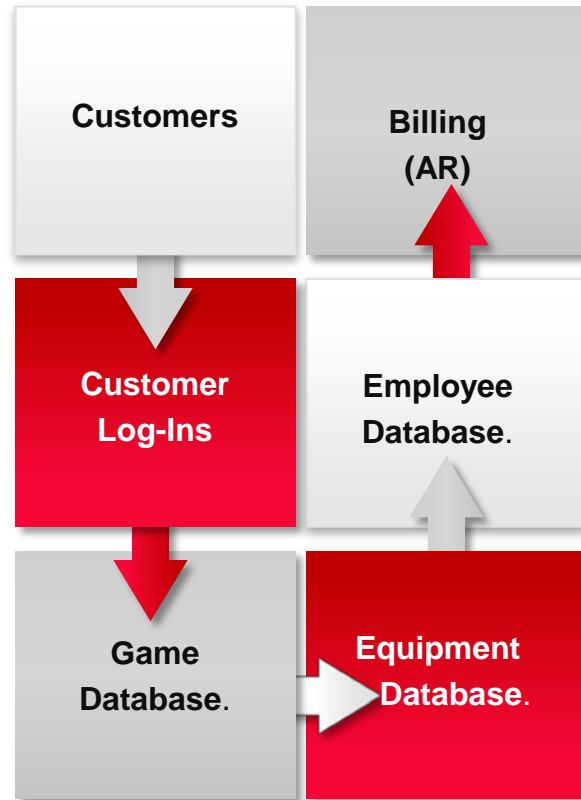 Customers
Billing
(AR)
Customer
Log-Ins
Employee
Database.
Game
Database.
Equipment
Database.